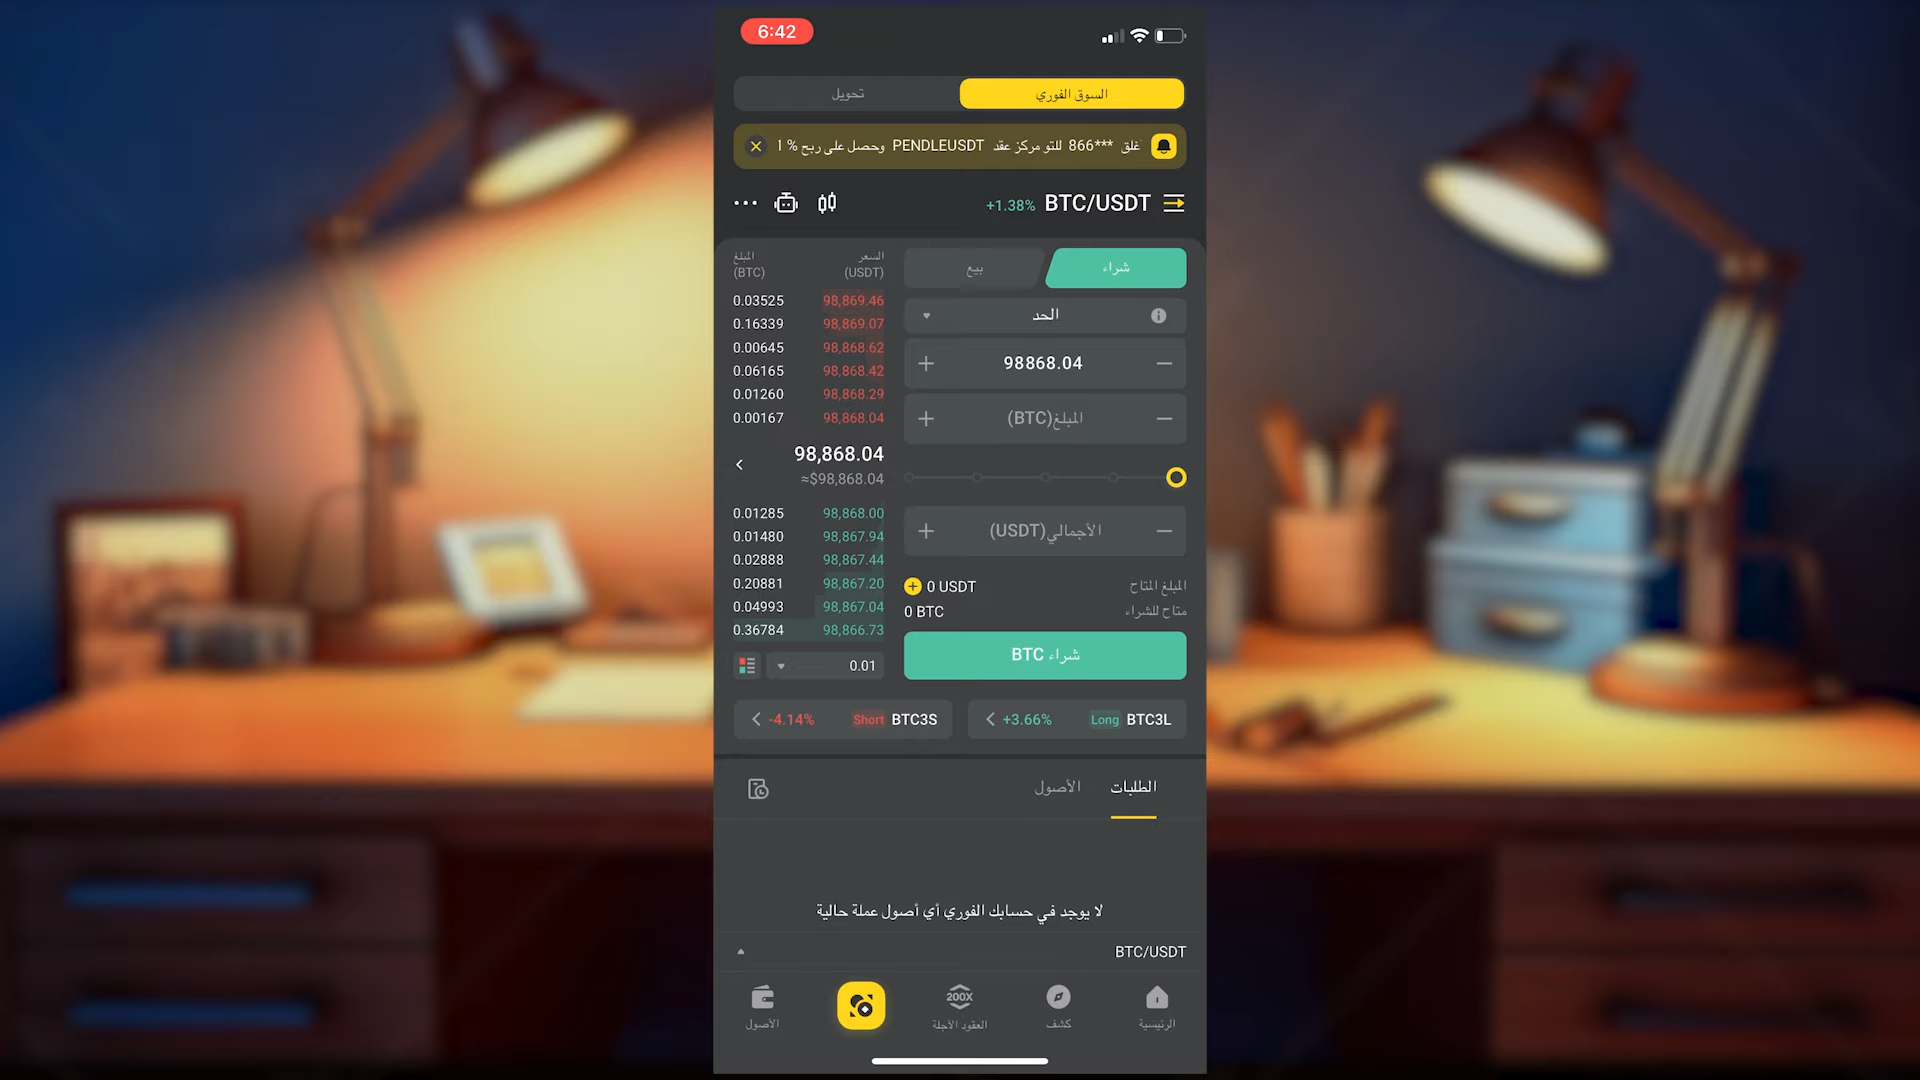 6:42
السوق الفوري
تحويل
غلق ***866 للتو مركز عقد PENDLEUSDT وحصل على ربح % 1
BTC/USDT +1.38%
شراء
بيع
الحد
98868.04
المبلغ(BTC)
الأجمالي(USDT)
المبلغ المتاح 0 USDT
متاح للشراء 0 BTC
شراء BTC
السعر (USDT)
المبلغ (BTC)
98,869.46 0.03525
98,869.07 0.16339
98,868.62 0.00645
98,868.42 0.06165
98,868.29 0.01260
98,868.04 0.00167
98,868.04
≈$98,868.04
98,868.00 0.01285
98,867.94 0.01480
98,867.44 0.02888
98,867.20 0.20881
98,867.04 0.04993
98,866.73 0.36784
0.01
BTC3L Long +3.66%
BTC3S Short -4.14%
الطلبات
الأصول
لا يوجد في حسابك الفوري أي أصول عملة حالية
BTC/USDT
الرئيسية
كشف
200X
العقود الآجلة
الأصول